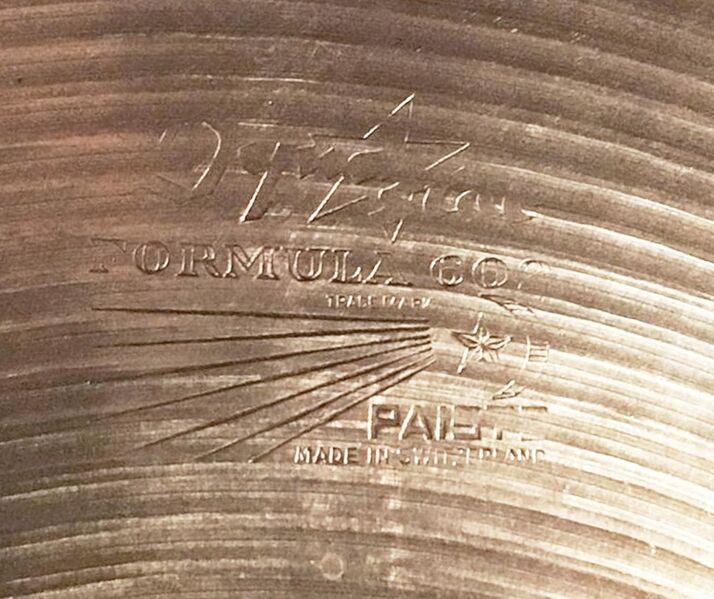 FORMULA 602
TRADE MARK
PAISTE
MADE IN SWITZERLAND